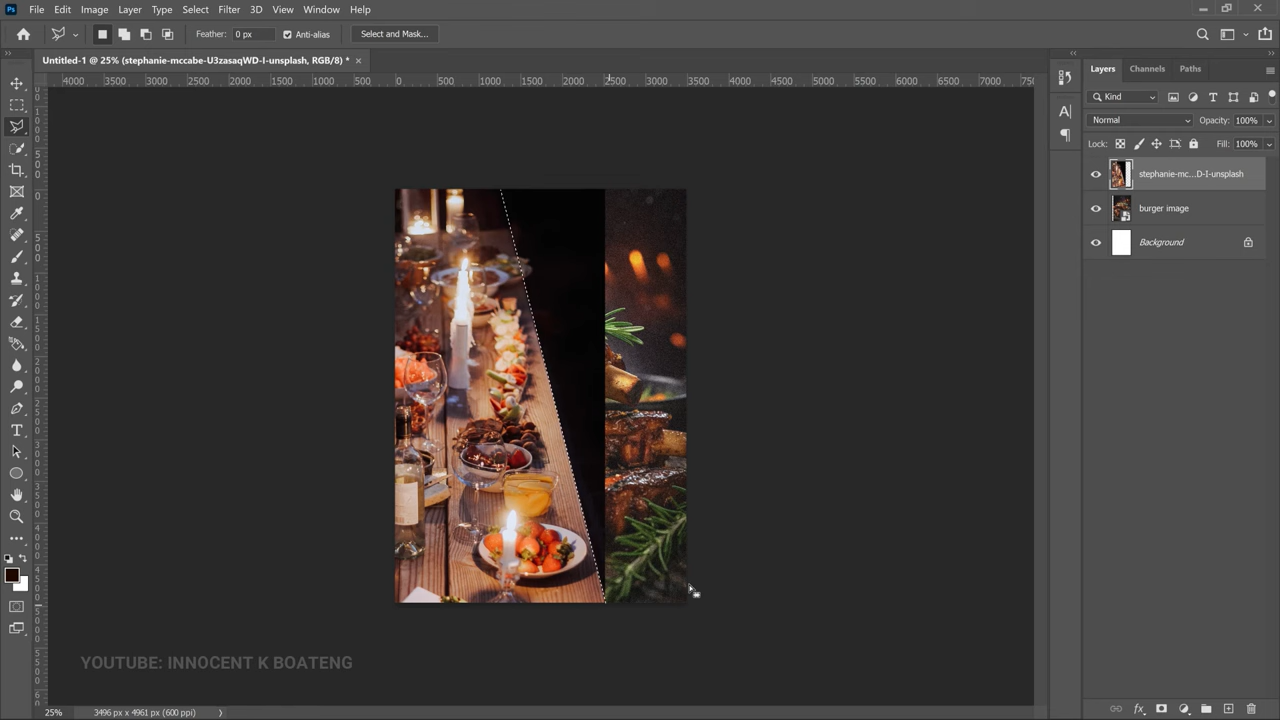 Ps File Edit Image Layer Type Select Filter 3D View Window Help
Feather: 0 px Anti-alias Select and Mask...
Untitled-1 @ 25% (stephanie-mccabe-U3zasaqWD-I-unsplash, RGB/8) * ×
4000 3500 3000 2500 2000 1500 1000 500 0 500 1000 1500 2000 2500 3000 3500 4000 4500 5000 5500 6000 6500 7000 750
Layers Channels Paths
Kind
Normal Opacity: 100%
Lock: Fill: 100%
stephanie-mc...D-I-unsplash
burger image
Background
YOUTUBE: INNOCENT K BOATENG
25% 3496 px x 4961 px (600 ppi)